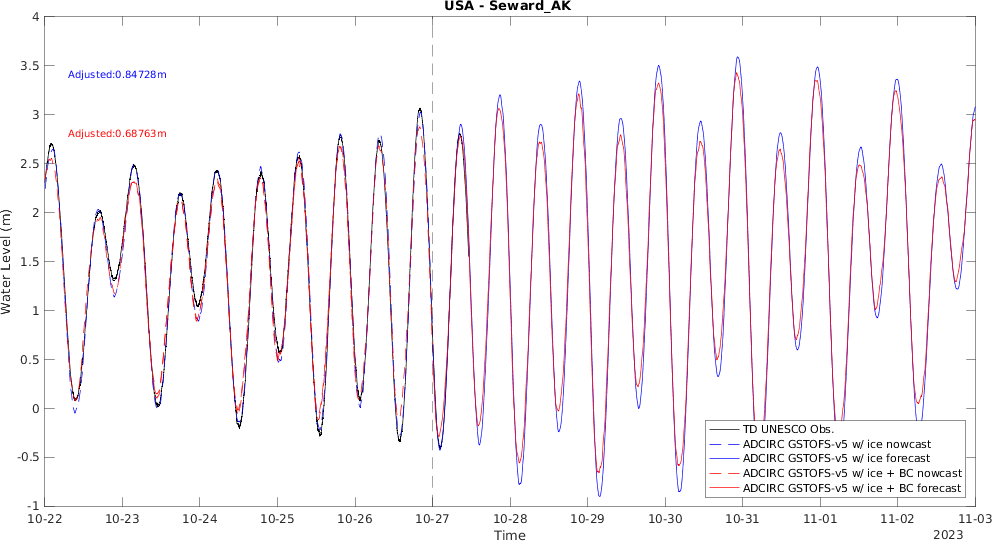 USA - Seward_AK
4
3.5
3
2.5
2
1.5
1
0.5
0
-0.5
-1
Water Level (m)
Adjusted:0.84728m
Adjusted:0.68763m
TD UNESCO Obs.
ADCIRC GSTOFS-v5 w/ ice nowcast
ADCIRC GSTOFS-v5 w/ ice forecast
ADCIRC GSTOFS-v5 w/ ice + BC nowcast
ADCIRC GSTOFS-v5 w/ ice + BC forecast
10-22 10-23 10-24 10-25 10-26 10-27 10-28 10-29 10-30 10-31 11-01 11-02 11-03
Time
2023